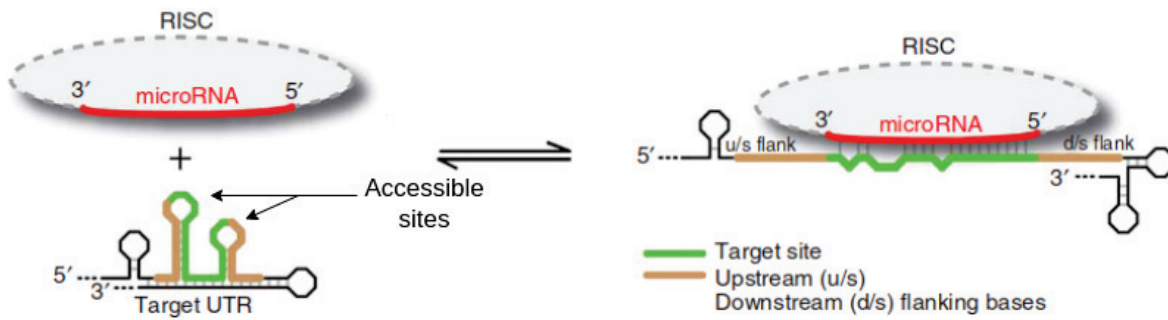 RISC
3′ 5′
microRNA
+
Accessible
sites
5′
3′
Target UTR
RISC
3′ 5′
microRNA
5′ u/s flank d/s flank
3′
Target site
Upstream (u/s)
Downstream (d/s) flanking bases